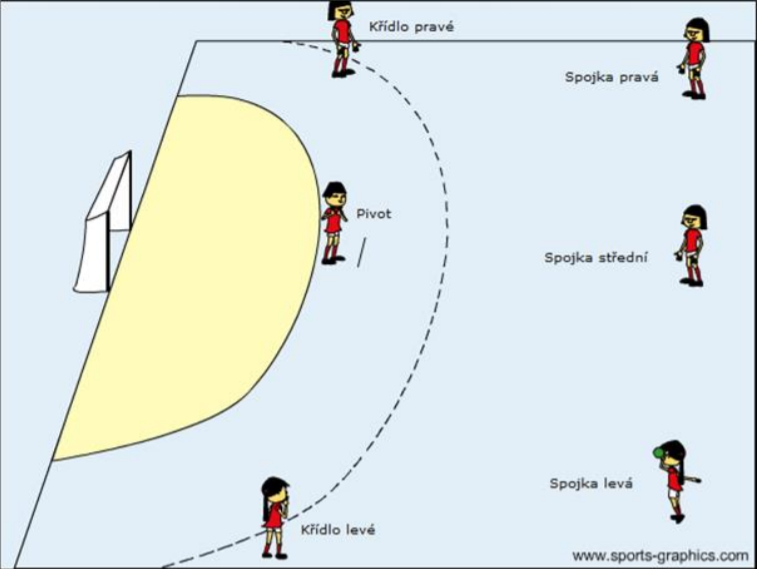 Křídlo pravé
Spojka pravá
Pivot
Spojka střední
Spojka levá
Křídlo levé
www.sports-graphics.com